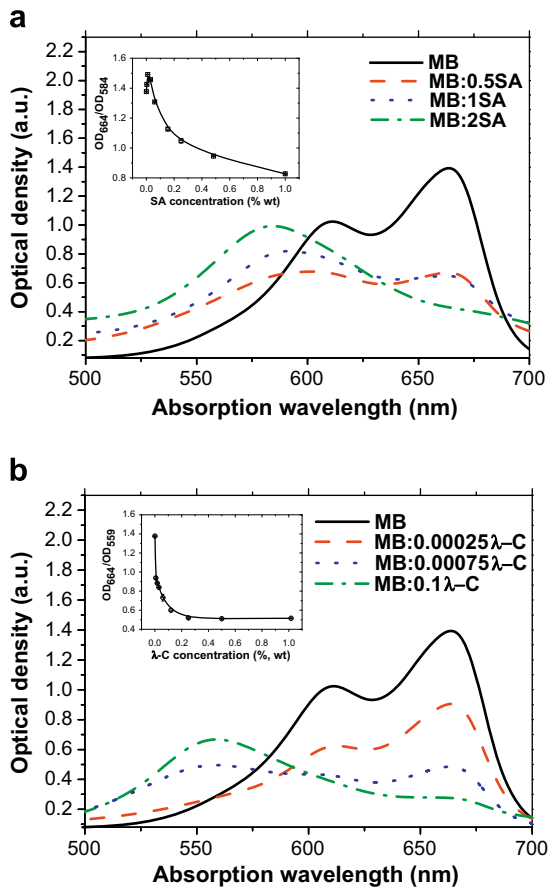 a
2.2
2.0
1.8
1.6
1.4
1.2
1.0
0.8
0.6
0.4
0.2
Optical density (a.u.)
500 550 600 650 700
Absorption wavelength (nm)
MB
MB:0.5SA
MB:1SA
MB:2SA
1.6
1.4
1.2
1.0
0.8
OD664/OD584
0.0 0.2 0.4 0.6 0.8 1.0
SA concentration (% wt)
b
2.2
2.0
1.8
1.6
1.4
1.2
1.0
0.8
0.6
0.4
0.2
Optical density (a.u.)
500 550 600 650 700
Absorption wavelength (nm)
MB
MB:0.00025λ–C
MB:0.00075λ–C
MB:0.1λ–C
1.6
1.4
1.2
1.0
0.8
0.6
0.4
OD664/OD559
0.0 0.2 0.4 0.6 0.8 1.0
λ-C concentration (%, wt)